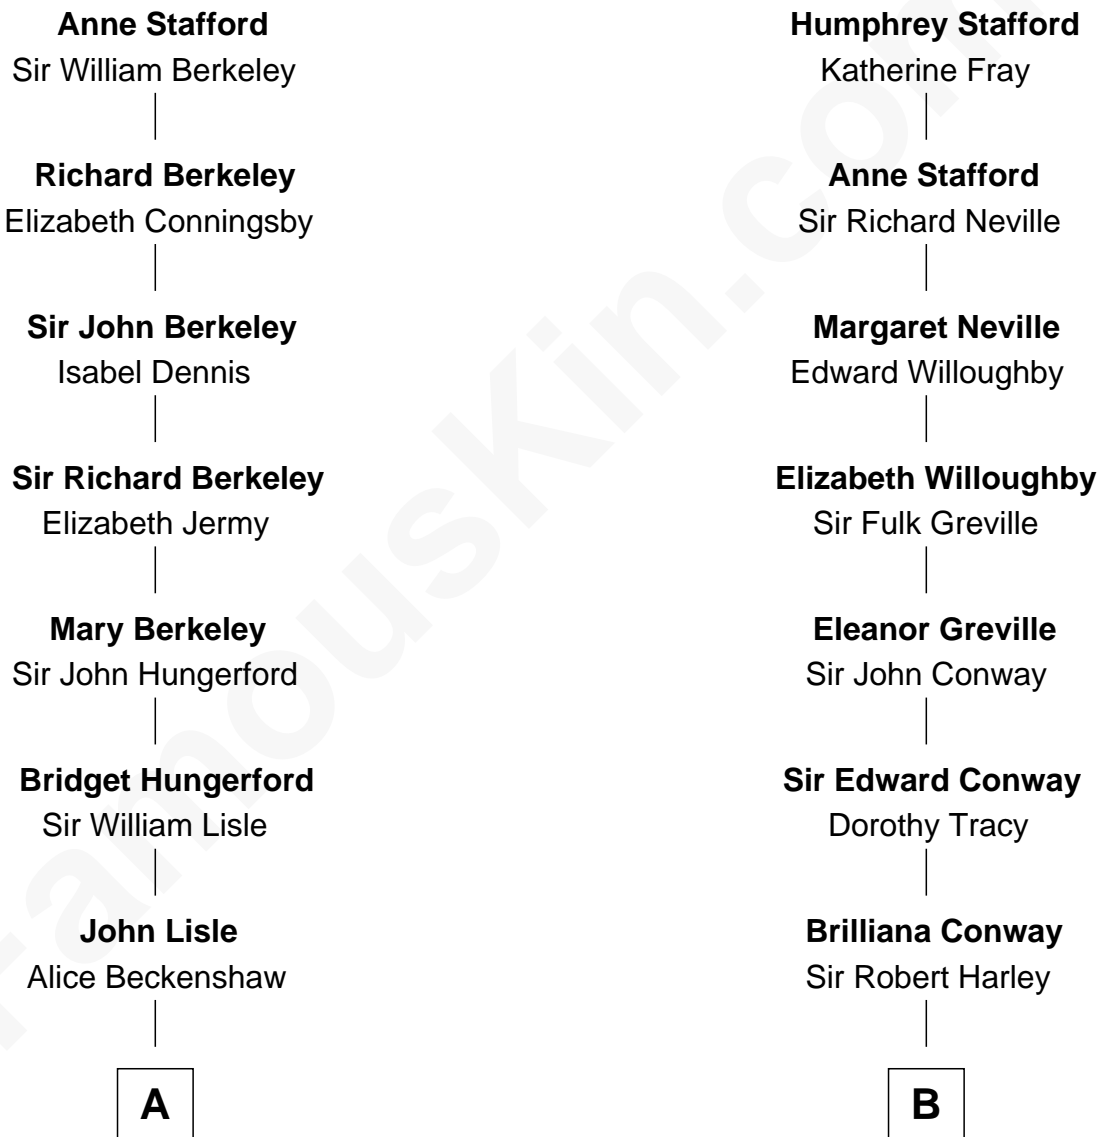 Anne Stafford
Sir William Berkeley
Richard Berkeley
Elizabeth Conningsby
Sir John Berkeley
Isabel Dennis
Sir Richard Berkeley
Elizabeth Jermy
Mary Berkeley
Sir John Hungerford
Bridget Hungerford
Sir William Lisle
John Lisle
Alice Beckenshaw
A
Humphrey Stafford
Katherine Fray
Anne Stafford
Sir Richard Neville
Margaret Neville
Edward Willoughby
Elizabeth Willoughby
Sir Fulk Greville
Eleanor Greville
Sir John Conway
Sir Edward Conway
Dorothy Tracy
Brilliana Conway
Sir Robert Harley
B
FamousKin.com